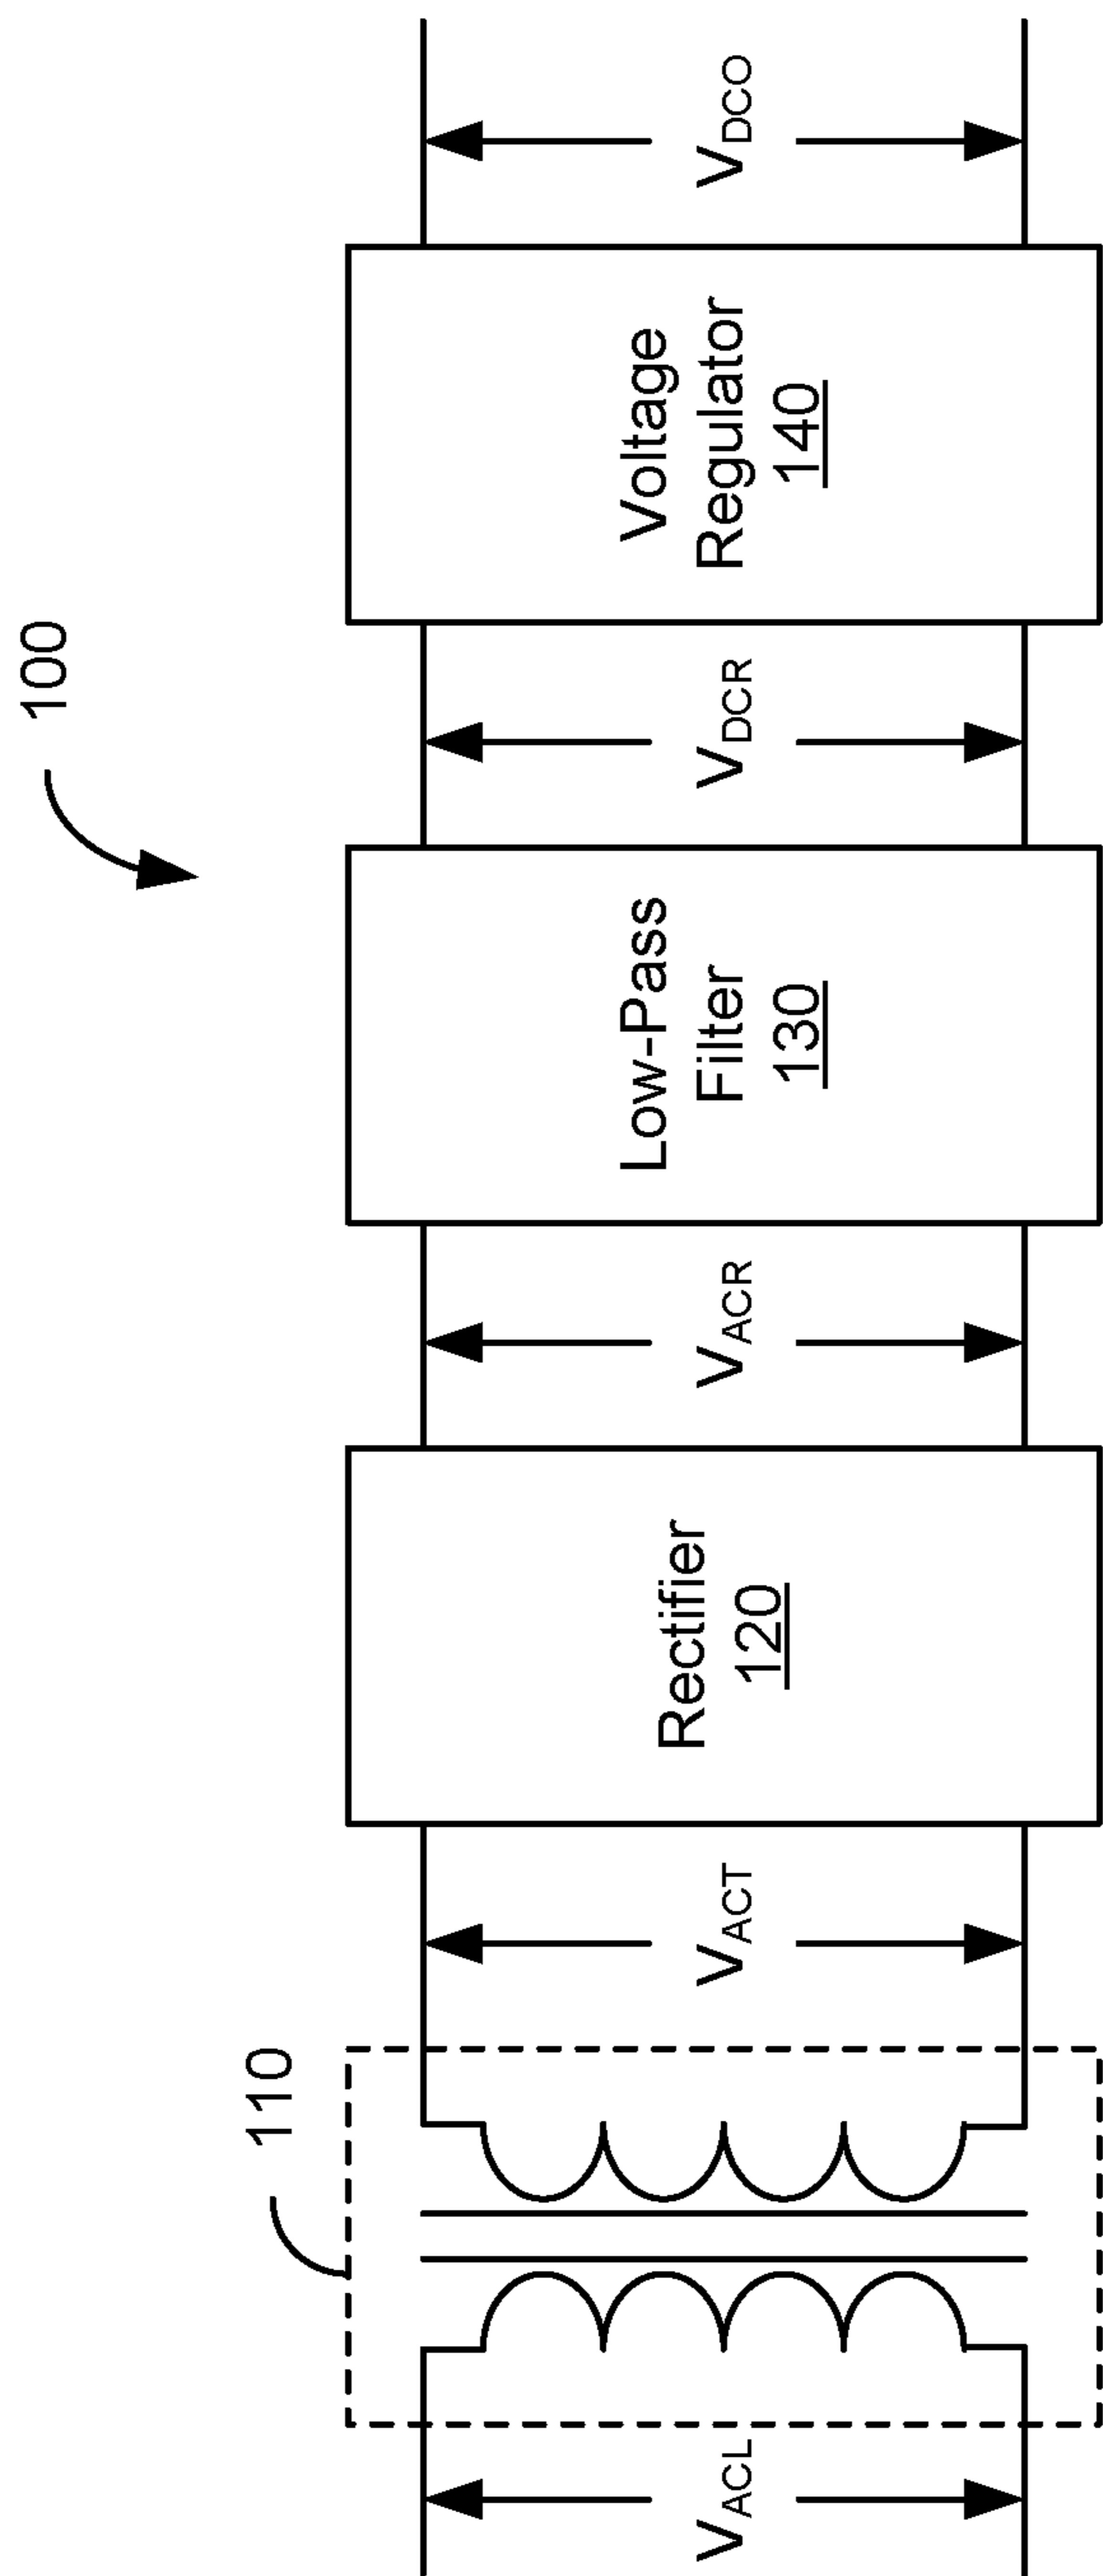 100
110
V_ACL
V_ACT
Rectifier
120
V_ACR
Low-Pass
Filter
130
V_DCR
Voltage
Regulator
140
V_DCO